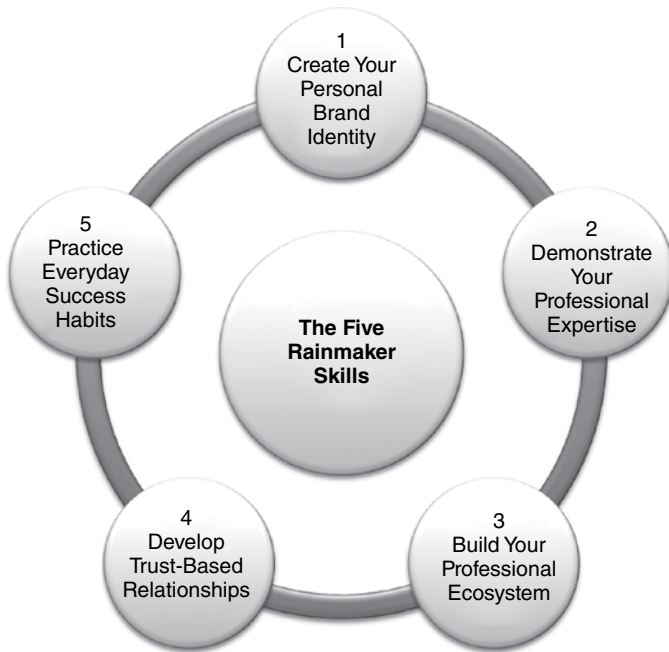 1
Create Your
Personal
Brand
Identity
2
Demonstrate
Your
Professional
Expertise
3
Build Your
Professional
Ecosystem
4
Develop
Trust-Based
Relationships
5
Practice
Everyday
Success
Habits
The Five
Rainmaker
Skills